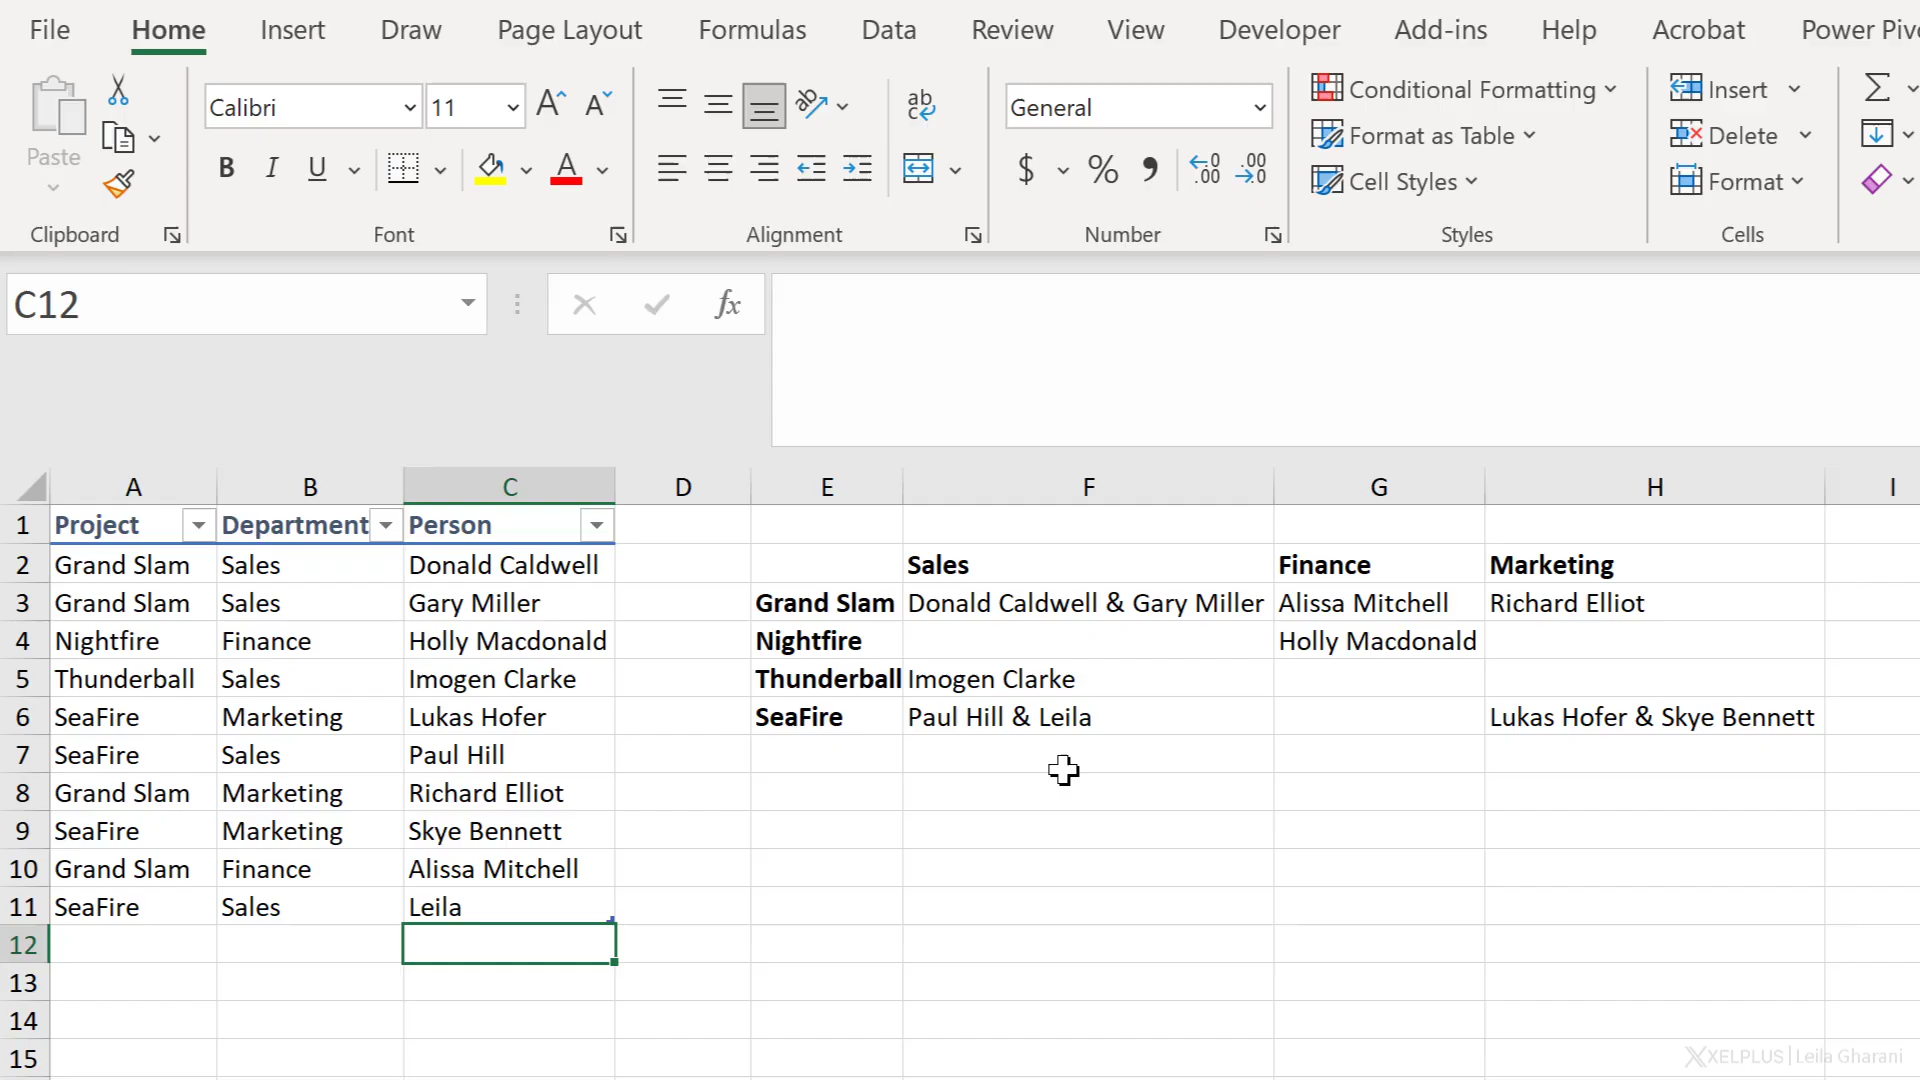 File Home Insert Draw Page Layout Formulas Data Review View Developer Add-ins Help Acrobat
Paste
Calibri 11
General
Conditional Formatting
Format as Table
Cell Styles
Insert
Delete
Format
Clipboard Font Alignment Number Styles Cells
C12 fx
A B C D E F G H I
1 Project Department Person
2 Grand Slam Sales Donald Caldwell Sales Finance Marketing
3 Grand Slam Sales Gary Miller Grand Slam Donald Caldwell & Gary Miller Alissa Mitchell Richard Elliot
4 Nightfire Finance Holly Macdonald Nightfire Holly Macdonald
5 Thunderball Sales Imogen Clarke Thunderball Imogen Clarke
6 SeaFire Marketing Lukas Hofer SeaFire Paul Hill & Leila Lukas Hofer & Skye Bennett
7 SeaFire Sales Paul Hill
8 Grand Slam Marketing Richard Elliot
9 SeaFire Marketing Skye Bennett
10 Grand Slam Finance Alissa Mitchell
11 SeaFire Sales Leila
12
13
14
15
XELPLUS | Leila Gharani